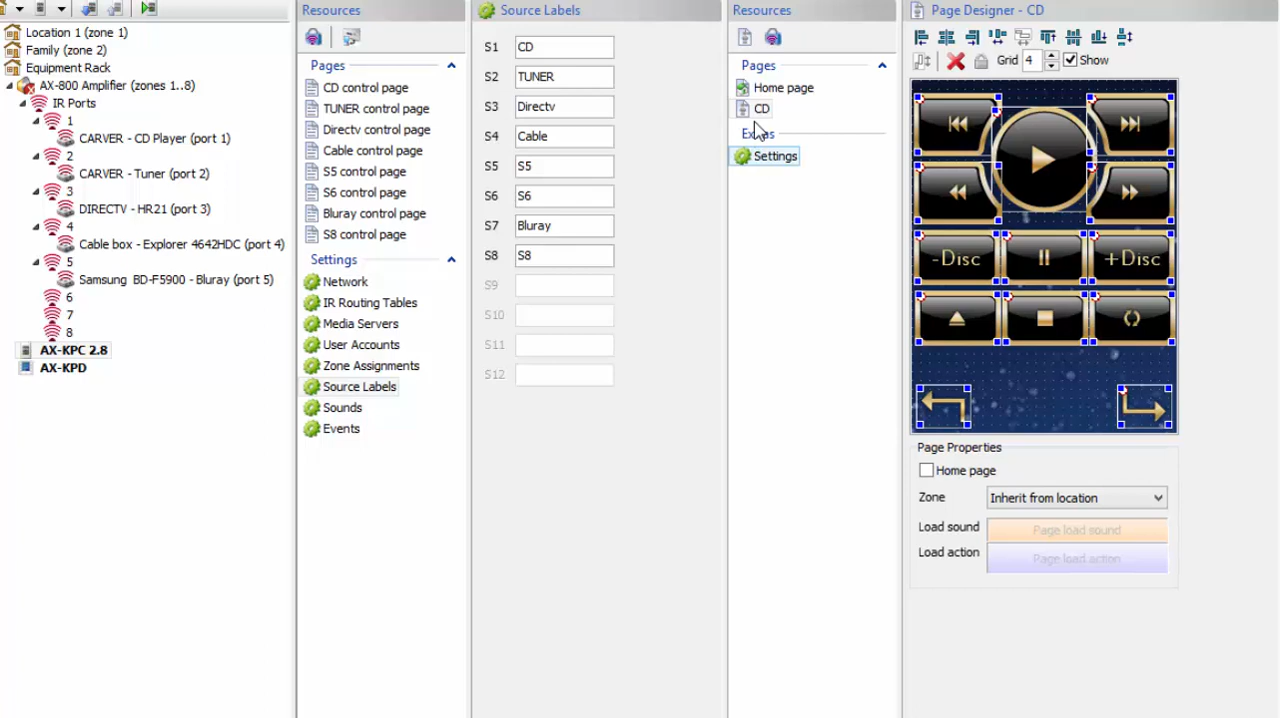 Location 1 (zone 1)
Family (zone 2)
Equipment Rack
AX-800 Amplifier (zones 1..8)
IR Ports
1
CARVER - CD Player (port 1)
2
CARVER - Tuner (port 2)
3
DIRECTV - HR21 (port 3)
4
Cable box - Explorer 4642HDC (port 4)
5
Samsung BD-F5900 - Bluray (port 5)
6
7
8
AX-KPC 2.8
AX-KPD
Resources
Pages
CD control page
TUNER control page
Directv control page
Cable control page
S5 control page
S6 control page
Bluray control page
S8 control page
Settings
Network
IR Routing Tables
Media Servers
User Accounts
Zone Assignments
Source Labels
Sounds
Events
Source Labels
S1 CD
S2 TUNER
S3 Directv
S4 Cable
S5 S5
S6 S6
S7 Bluray
S8 S8
S9
S10
S11
S12
Resources
Pages
Home page
CD
Settings
Page Designer - CD
Grid 4 Show
-Disc +Disc
Page Properties
Home page
Zone Inherit from location
Load sound Page load sound
Load action Page load action